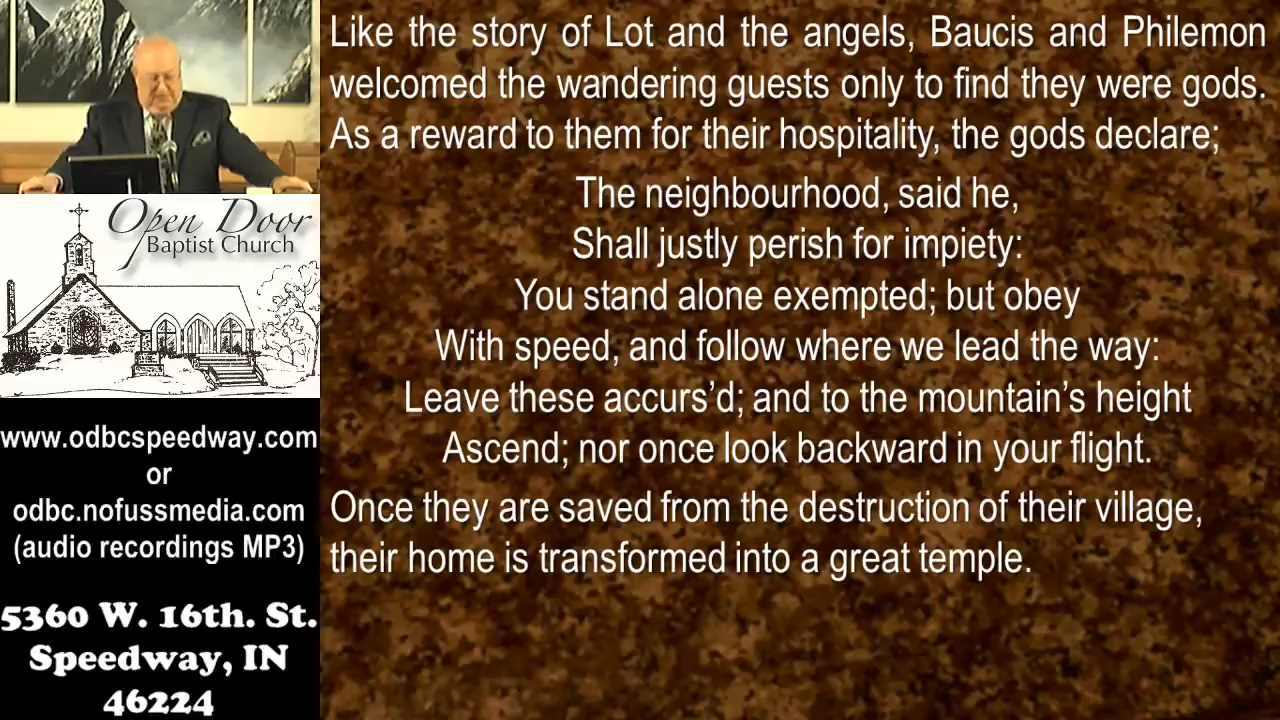 Like the story of Lot and the angels, Baucis and Philemon
welcomed the wandering guests only to find they were gods.
As a reward to them for their hospitality, the gods declare;
The neighbourhood, said he,
Shall justly perish for impiety:
You stand alone exempted; but obey
With speed, and follow where we lead the way:
Leave these accurs’d; and to the mountain’s height
Ascend; nor once look backward in your flight.
Once they are saved from the destruction of their village,
their home is transformed into a great temple.
Open Door
Baptist Church
www.odbcspeedway.com
or
odbc.nofussmedia.com
(audio recordings MP3)
5360 W. 16th. St.
Speedway, IN
46224